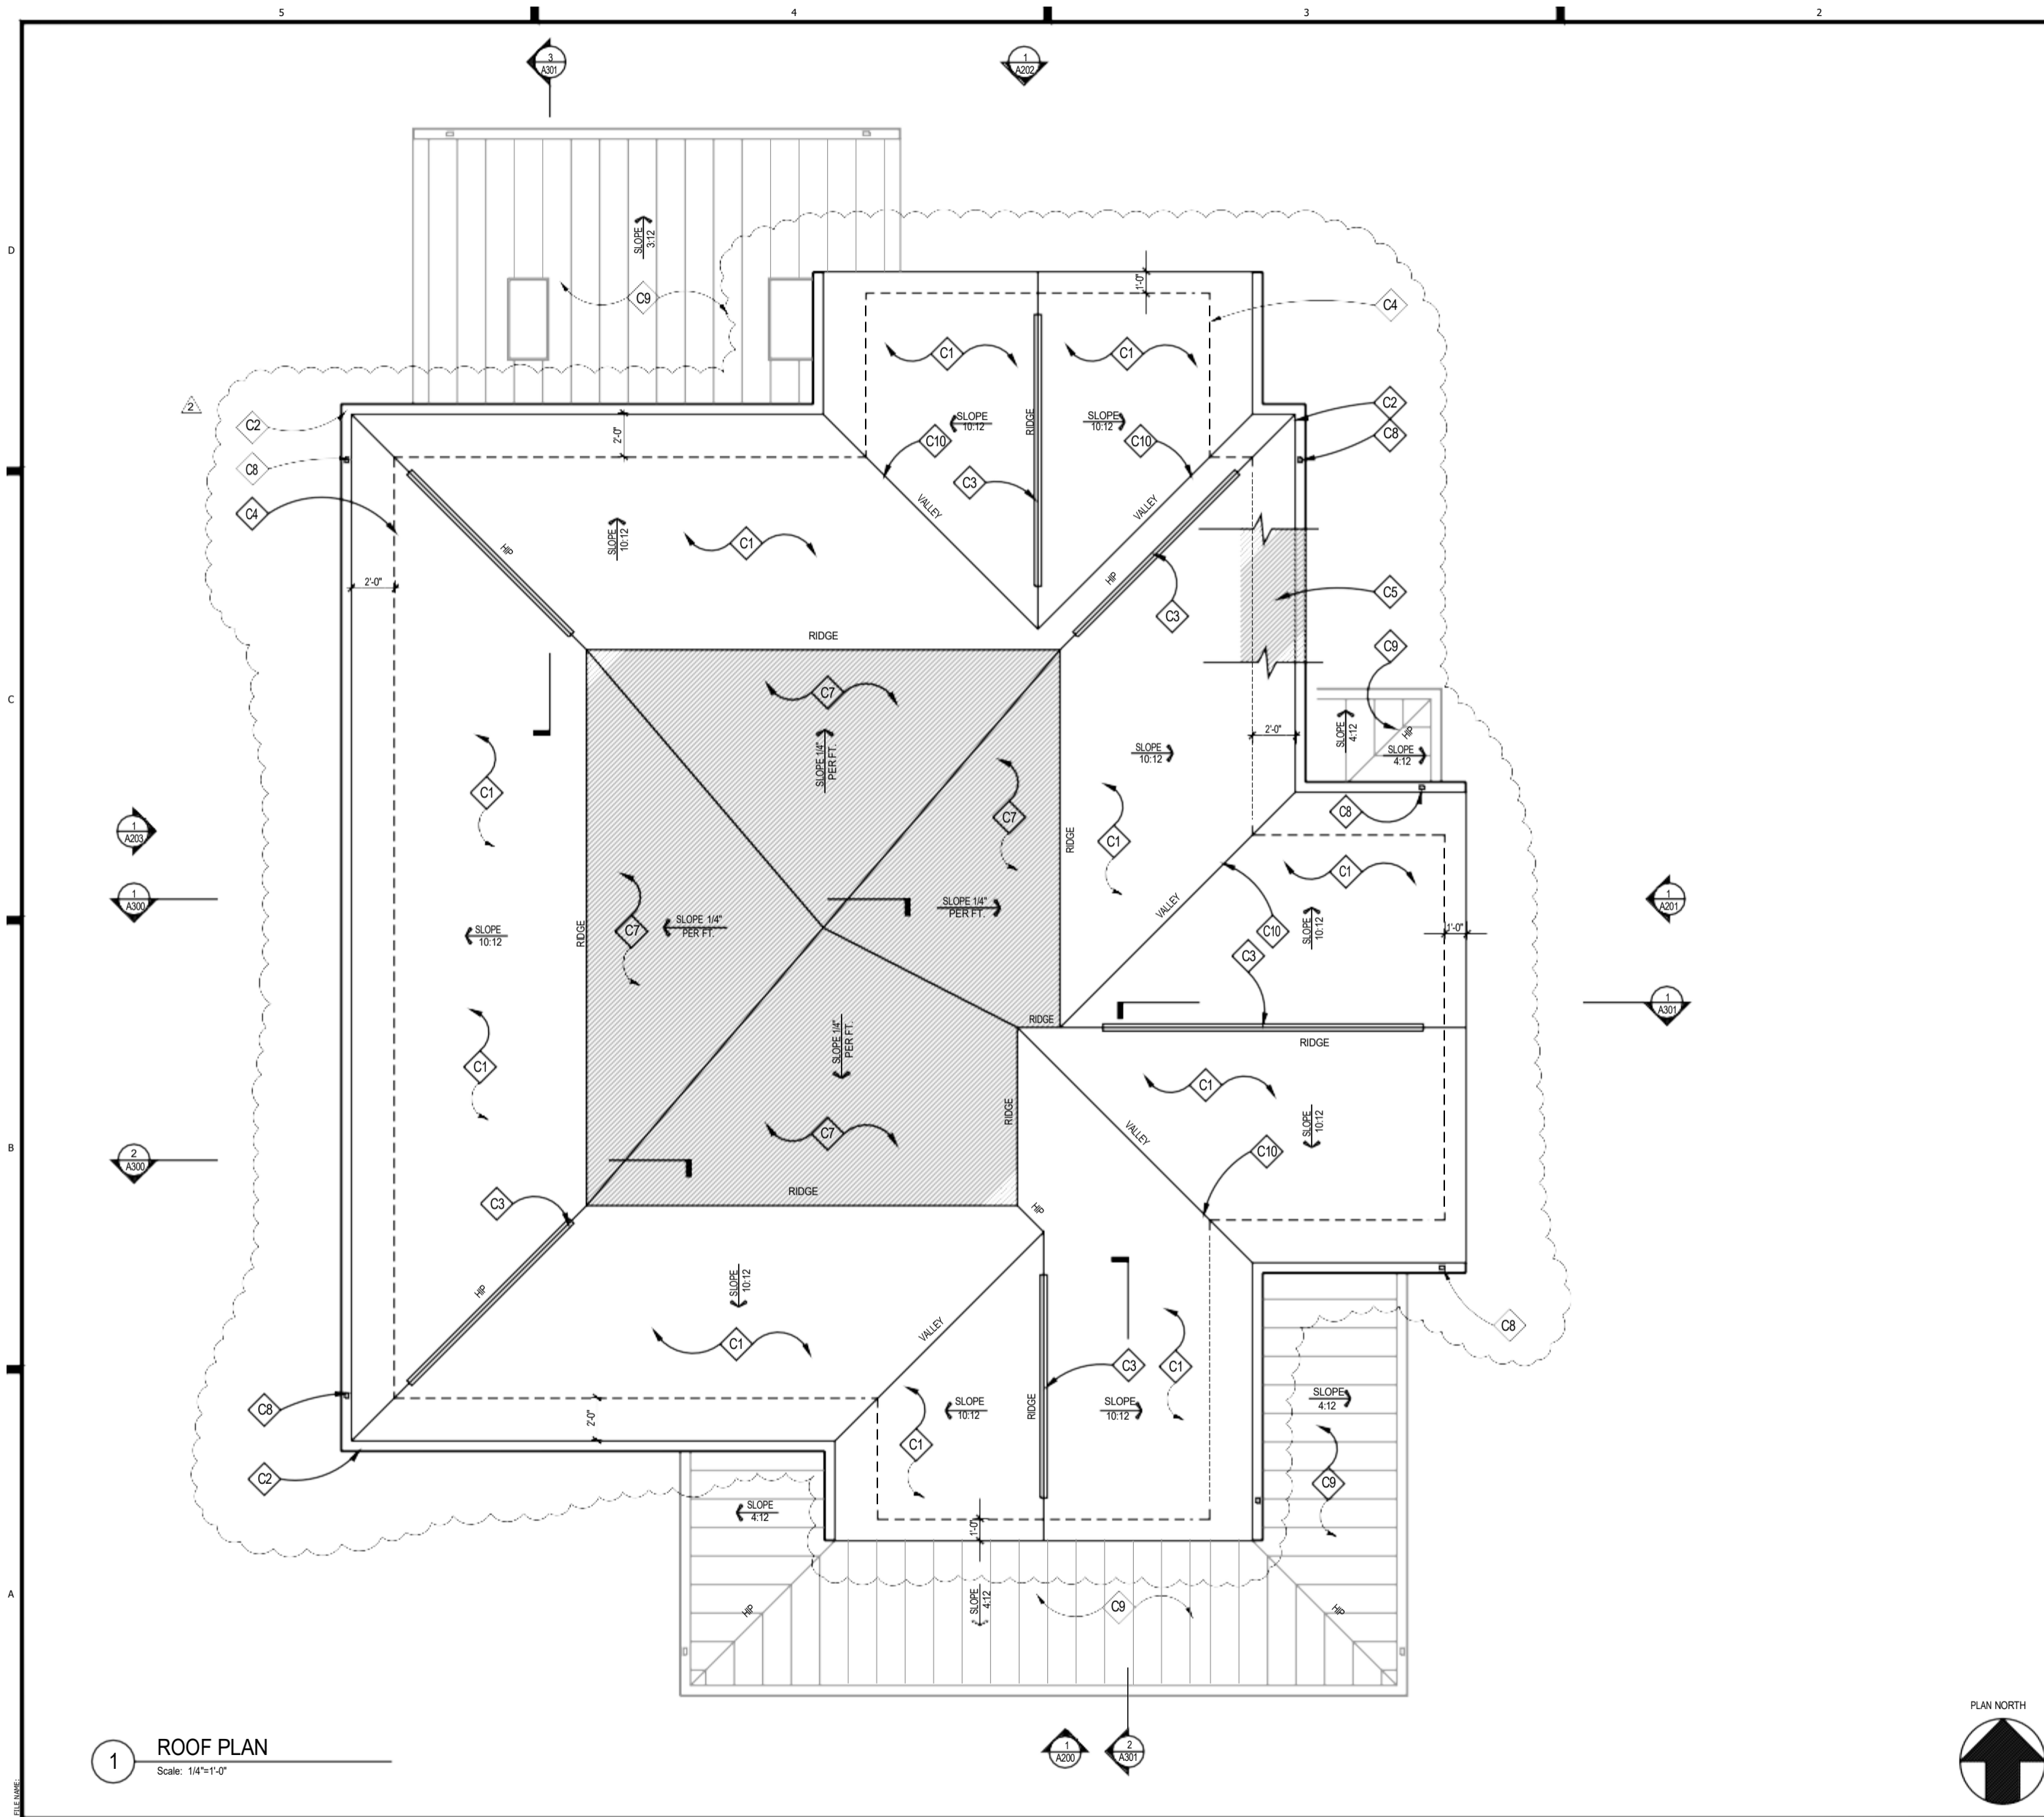 5
4
3
2
3
A301
1
A202
D
SLOPE
3:12
C9
1'-0"
C4
C1
C1
2
C2
C2
SLOPE
10:12
SLOPE
10:12
RIDGE
2'-0"
C8
C10
C10
C8
C3
C4
VALLEY
VALLEY
SLOPE
10:12
C1
HIP
2'-0"
HIP
C5
C3
RIDGE
C9
C
C7
SLOPE
4:12
HIP
2'-0"
SLOPE
4:12
SLOPE
10:12
SLOPE 1/4"
PER FT.
C1
C7
C8
1
A203
C1
RIDGE
C1
1
A300
VALLEY
SLOPE 1/4"
PER FT.
1
A201
C7
SLOPE 1/4"
PER FT.
SLOPE
10:12
RIDGE
C10
SLOPE
10:12
1'-0"
C3
1
A301
RIDGE
RIDGE
SLOPE 1/4"
PER FT.
C1
C1
RIDGE
SLOPE
10:12
C7
VALLEY
B
2
A300
C10
RIDGE
C3
HIP
HIP
SLOPE
10:12
VALLEY
C8
C1
C3
C1
SLOPE
4:12
C8
SLOPE
10:12
RIDGE
SLOPE
10:12
2'-0"
C1
C2
C9
SLOPE
4:12
1'-0"
A
SLOPE
4:12
C9
HIP
HIP
PLAN NORTH
1
ROOF PLAN
Scale: 1/4"=1'-0"
1
A200
2
A301
FILE NAME: